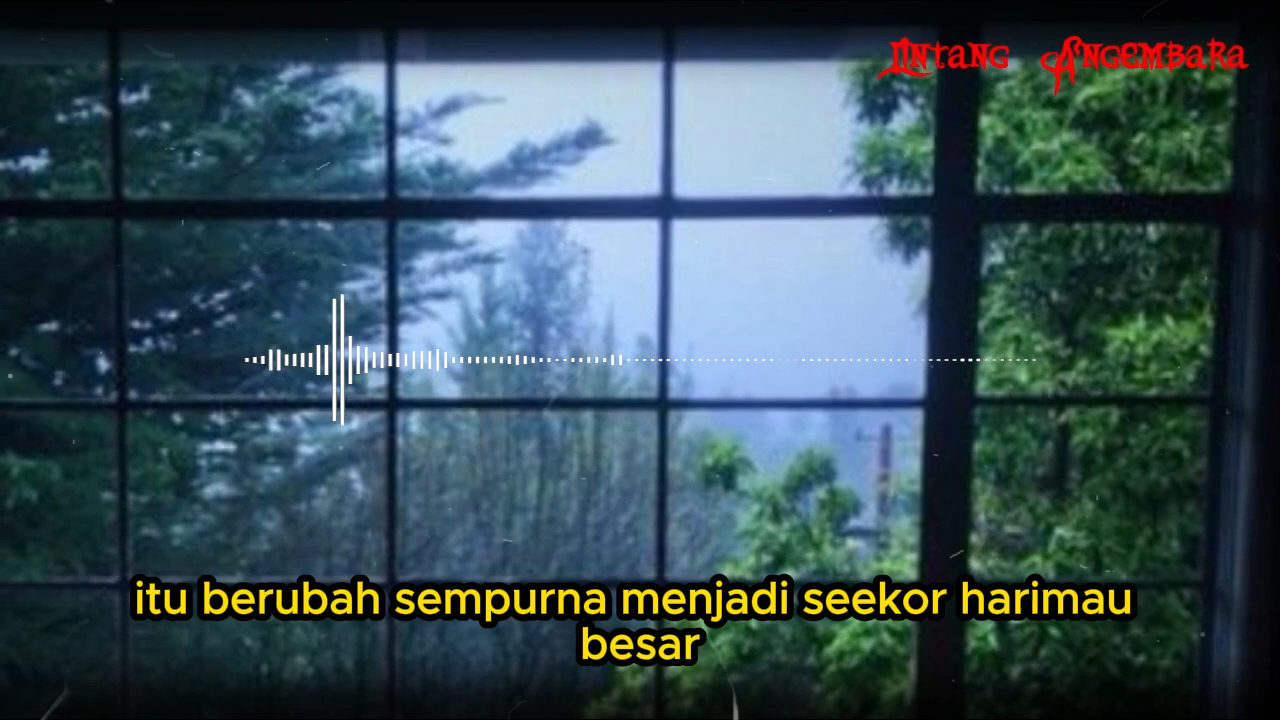 Lintang Angembara
itu berubah sempurna menjadi seekor harimau
besar